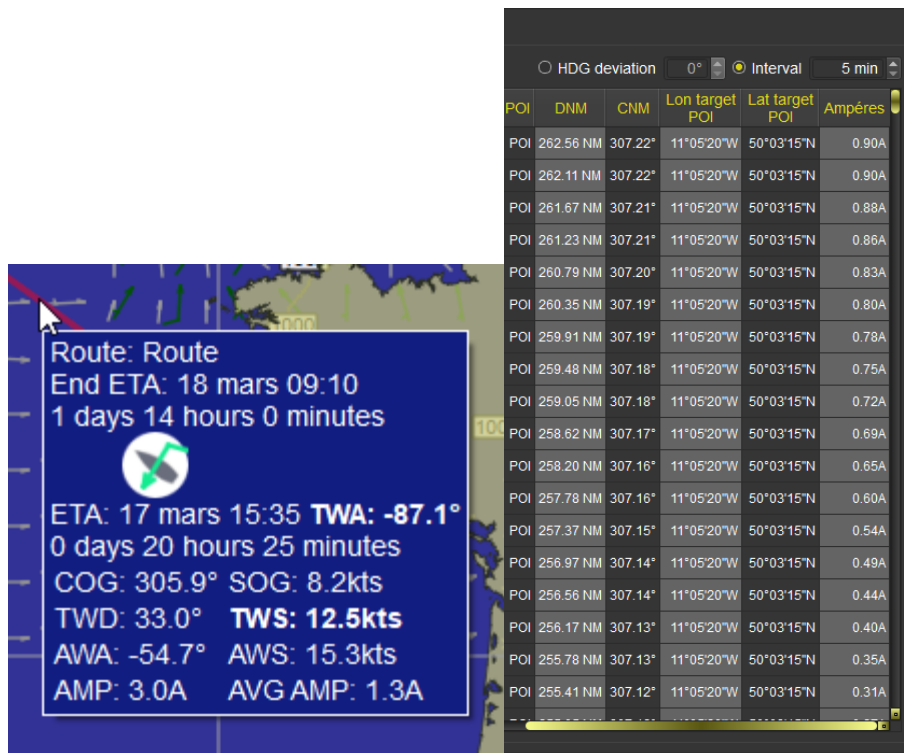 HDG deviation 0° Interval 5 min
POI DNM CNM Lon target POI Lat target POI Ampéres
POI 262.56 NM 307.22° 11°05'20"W 50°03'15"N 0.90A
POI 262.11 NM 307.22° 11°05'20"W 50°03'15"N 0.90A
POI 261.67 NM 307.21° 11°05'20"W 50°03'15"N 0.88A
POI 261.23 NM 307.21° 11°05'20"W 50°03'15"N 0.86A
POI 260.79 NM 307.20° 11°05'20"W 50°03'15"N 0.83A
POI 260.35 NM 307.19° 11°05'20"W 50°03'15"N 0.80A
POI 259.91 NM 307.19° 11°05'20"W 50°03'15"N 0.78A
POI 259.48 NM 307.18° 11°05'20"W 50°03'15"N 0.75A
POI 259.05 NM 307.18° 11°05'20"W 50°03'15"N 0.72A
POI 258.62 NM 307.17° 11°05'20"W 50°03'15"N 0.69A
POI 258.20 NM 307.16° 11°05'20"W 50°03'15"N 0.65A
POI 257.78 NM 307.16° 11°05'20"W 50°03'15"N 0.60A
POI 257.37 NM 307.15° 11°05'20"W 50°03'15"N 0.54A
POI 256.97 NM 307.14° 11°05'20"W 50°03'15"N 0.49A
POI 256.56 NM 307.14° 11°05'20"W 50°03'15"N 0.44A
POI 256.17 NM 307.13° 11°05'20"W 50°03'15"N 0.40A
POI 255.78 NM 307.13° 11°05'20"W 50°03'15"N 0.35A
POI 255.41 NM 307.12° 11°05'20"W 50°03'15"N 0.31A
Route: Route
End ETA: 18 mars 09:10
1 days 14 hours 0 minutes
ETA: 17 mars 15:35 TWA: -87.1°
0 days 20 hours 25 minutes
COG: 305.9° SOG: 8.2kts
TWD: 33.0° TWS: 12.5kts
AWA: -54.7° AWS: 15.3kts
AMP: 3.0A AVG AMP: 1.3A